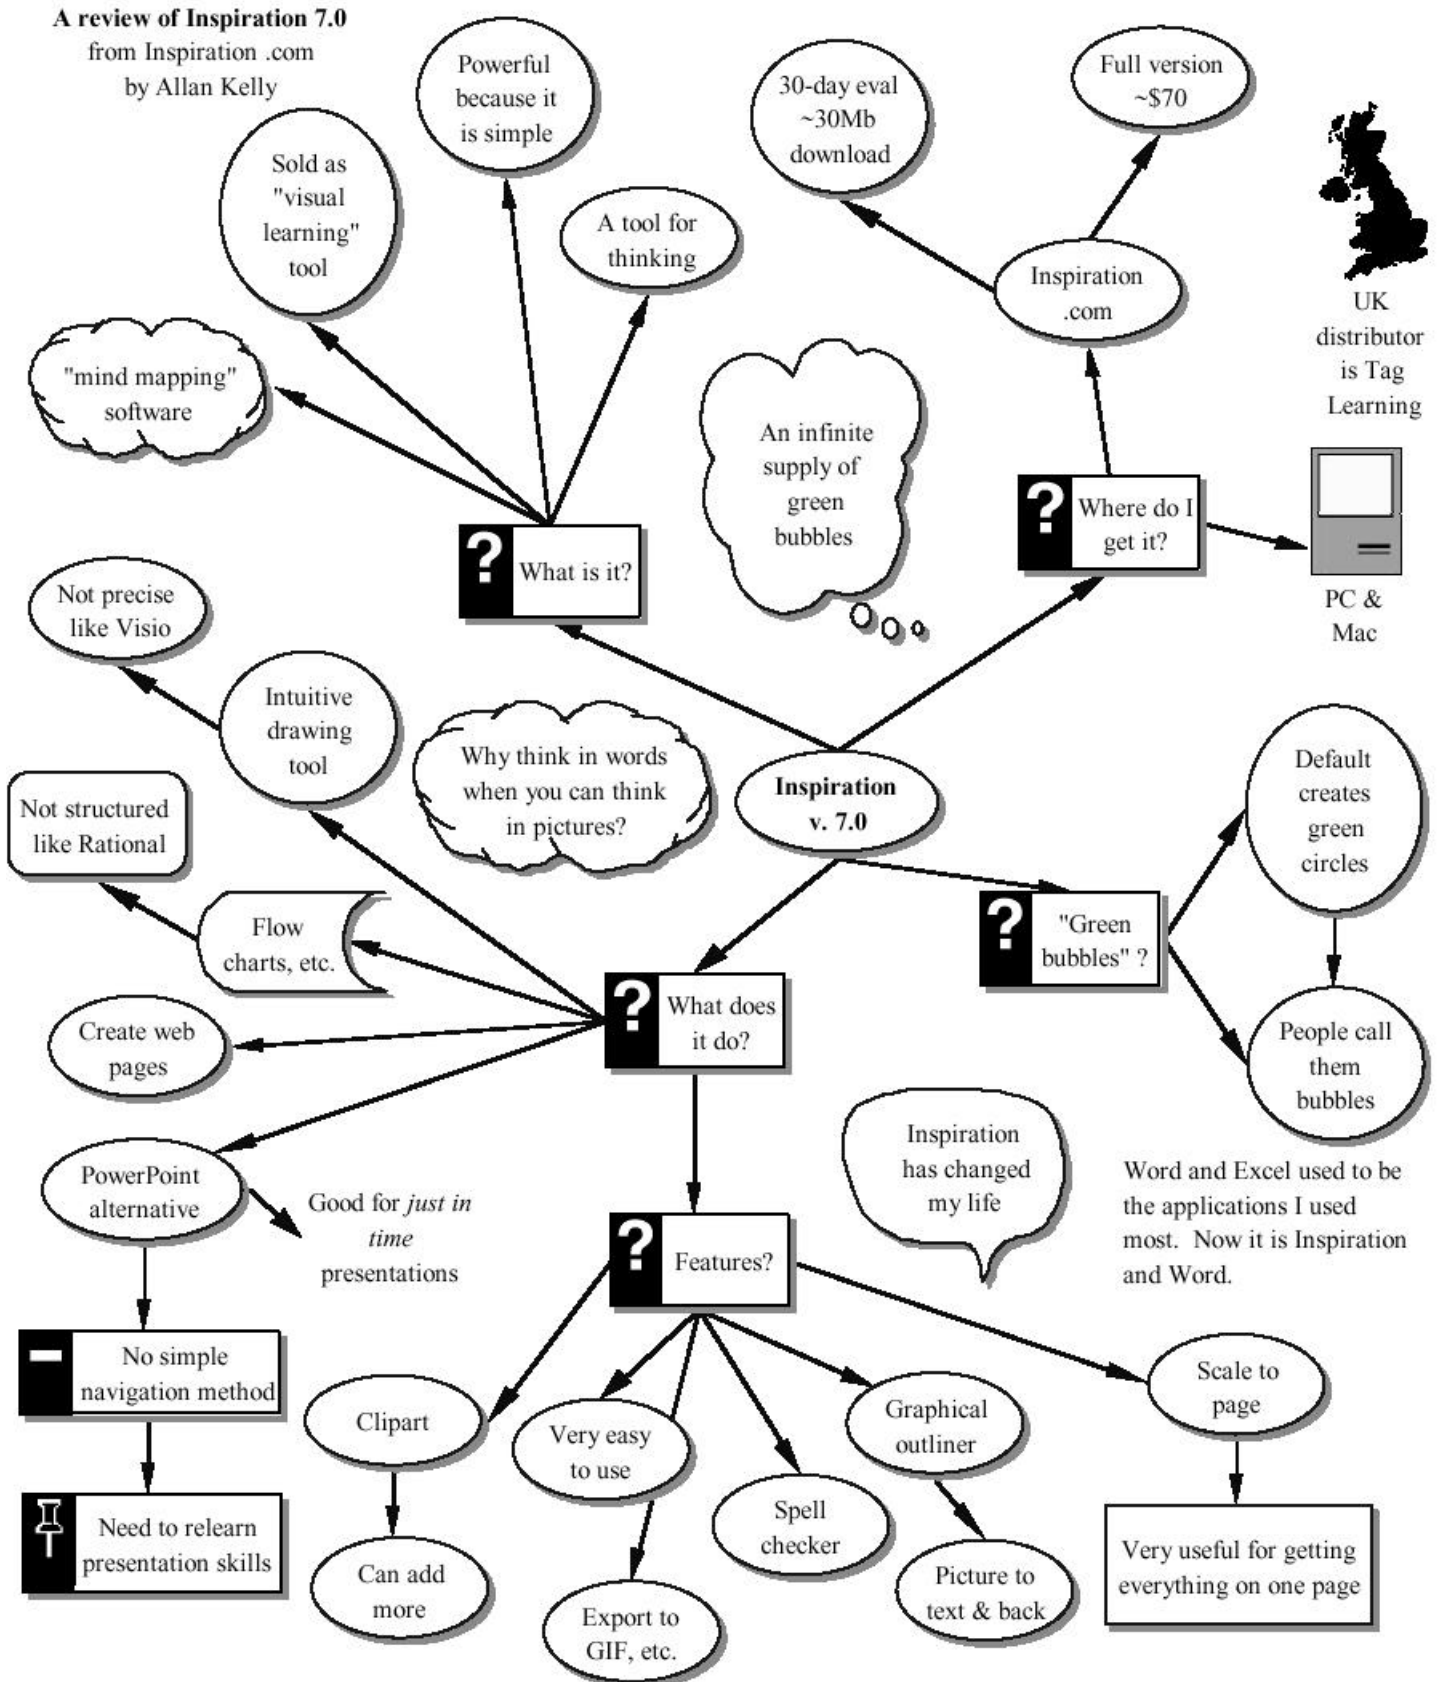 A review of Inspiration 7.0
from Inspiration .com
by Allan Kelly
Powerful
because it
is simple
30-day eval
~30Mb
download
Full version
~$70
Sold as
"visual
learning"
tool
A tool for
thinking
Inspiration
.com
UK
distributor
is Tag
Learning
"mind mapping"
software
An infinite
supply of
green
bubbles
?
Where do I
get it?
?
What is it?
PC &
Mac
Not precise
like Visio
Intuitive
drawing
tool
Why think in words
when you can think
in pictures?
Inspiration
v. 7.0
Default
creates
green
circles
Not structured
like Rational
Flow
charts, etc.
?
"Green
bubbles" ?
?
What does
it do?
Create web
pages
People call
them
bubbles
PowerPoint
alternative
Good for just in
time
presentations
Inspiration
has changed
my life
Word and Excel used to be
the applications I used
most. Now it is Inspiration
and Word.
?
Features?
No simple
navigation method
Clipart
Very easy
to use
Graphical
outliner
Scale to
page
Need to relearn
presentation skills
Can add
more
Export to
GIF, etc.
Spell
checker
Picture to
text & back
Very useful for getting
everything on one page